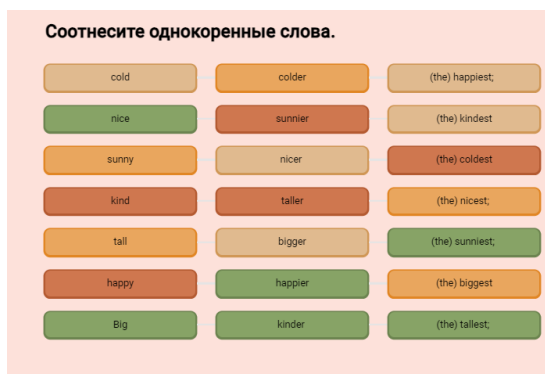 Соотнесите однокоренные слова.
cold colder (the) happiest;
nice sunnier (the) kindest
sunny nicer (the) coldest
kind taller (the) nicest;
tall bigger (the) sunniest;
happy happier (the) biggest
Big kinder (the) tallest;